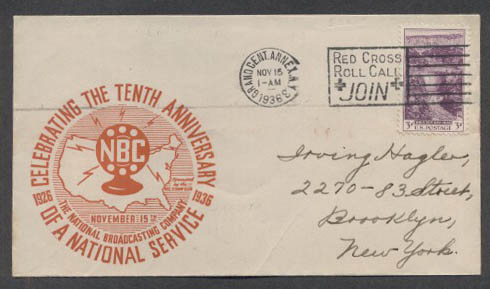 CELEBRATING THE TENTH ANNIVERSARY
OF A NATIONAL SERVICE
1926
1936
NBC
NOVEMBER 15TH
THE NATIONAL BROADCASTING COMPANY
GRAND CENT. ANNEX, N.Y.
NOV 15
1-AM
1936
RED CROSS
ROLL CALL
JOIN
3¢ 3¢
U.S. POSTAGE
Irving Hagler,
2270-83 Street,
Brooklyn,
New York.